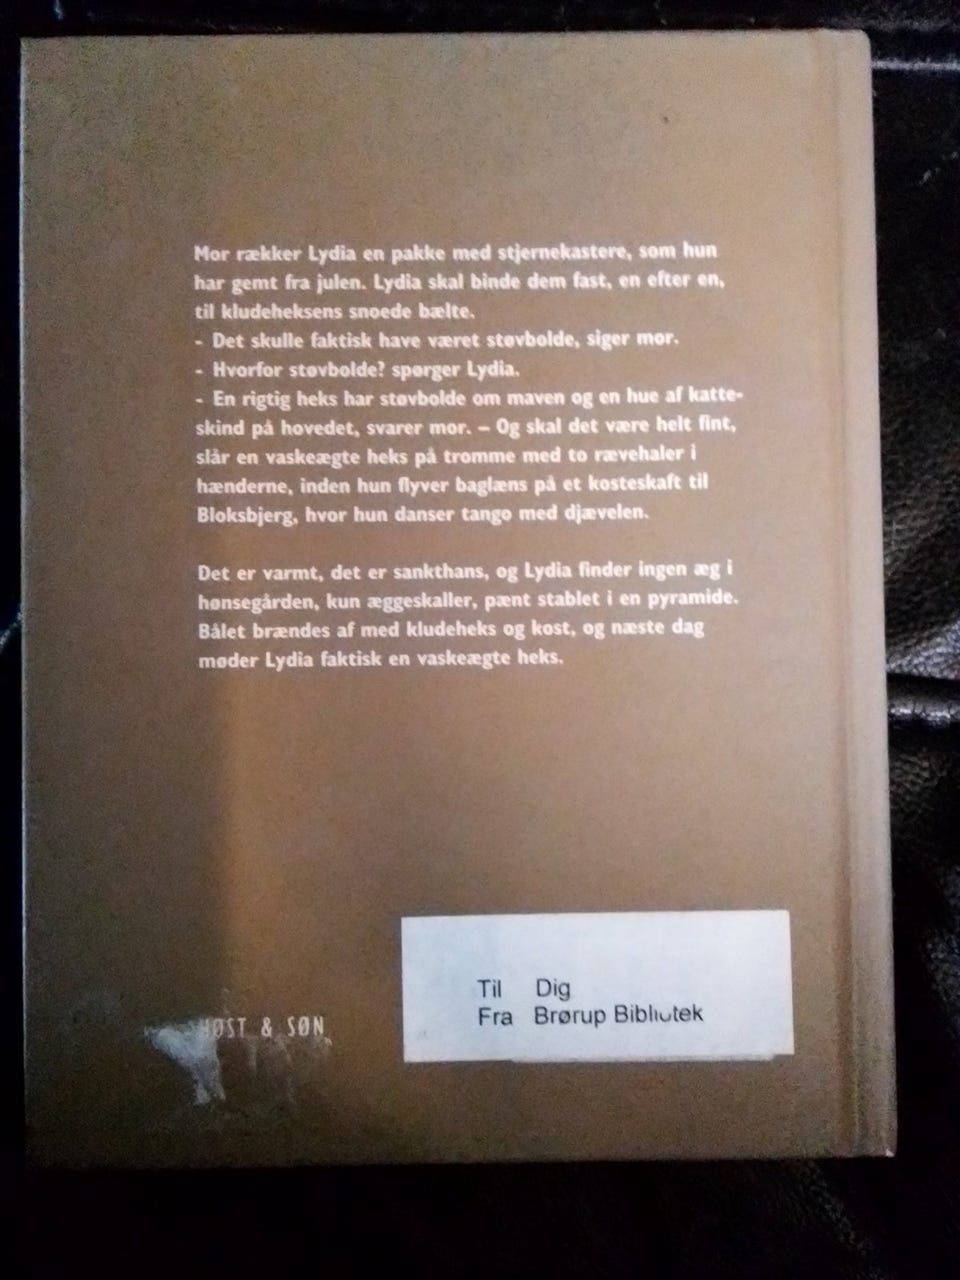 Mor rækker Lydia en pakke med stjernekastere, som hun
har gemt fra julen. Lydia skal binde dem fast, en efter en,
til kludeheksens snoede bælte.
- Det skulle faktisk have været støvbolde, siger mor.
- Hvorfor støvbolde? spørger Lydia.
- En rigtig heks har støvbolde om maven og en hue af katte-
skind på hovedet, svarer mor. – Og skal det være helt fint,
slår en vaskeægte heks på tromme med to rævehaler i
hænderne, inden hun flyver baglæns på et kosteskaft til
Bloksbjerg, hvor hun danser tango med djævelen.
Det er varmt, det er sankthans, og Lydia finder ingen æg i
hønsegården, kun æggeskaller, pænt stablet i en pyramide.
Bålet brændes af med kludeheks og kost, og næste dag
møder Lydia faktisk en vaskeægte heks.
HØST & SØN
Til Dig
Fra Brørup Bibliotek